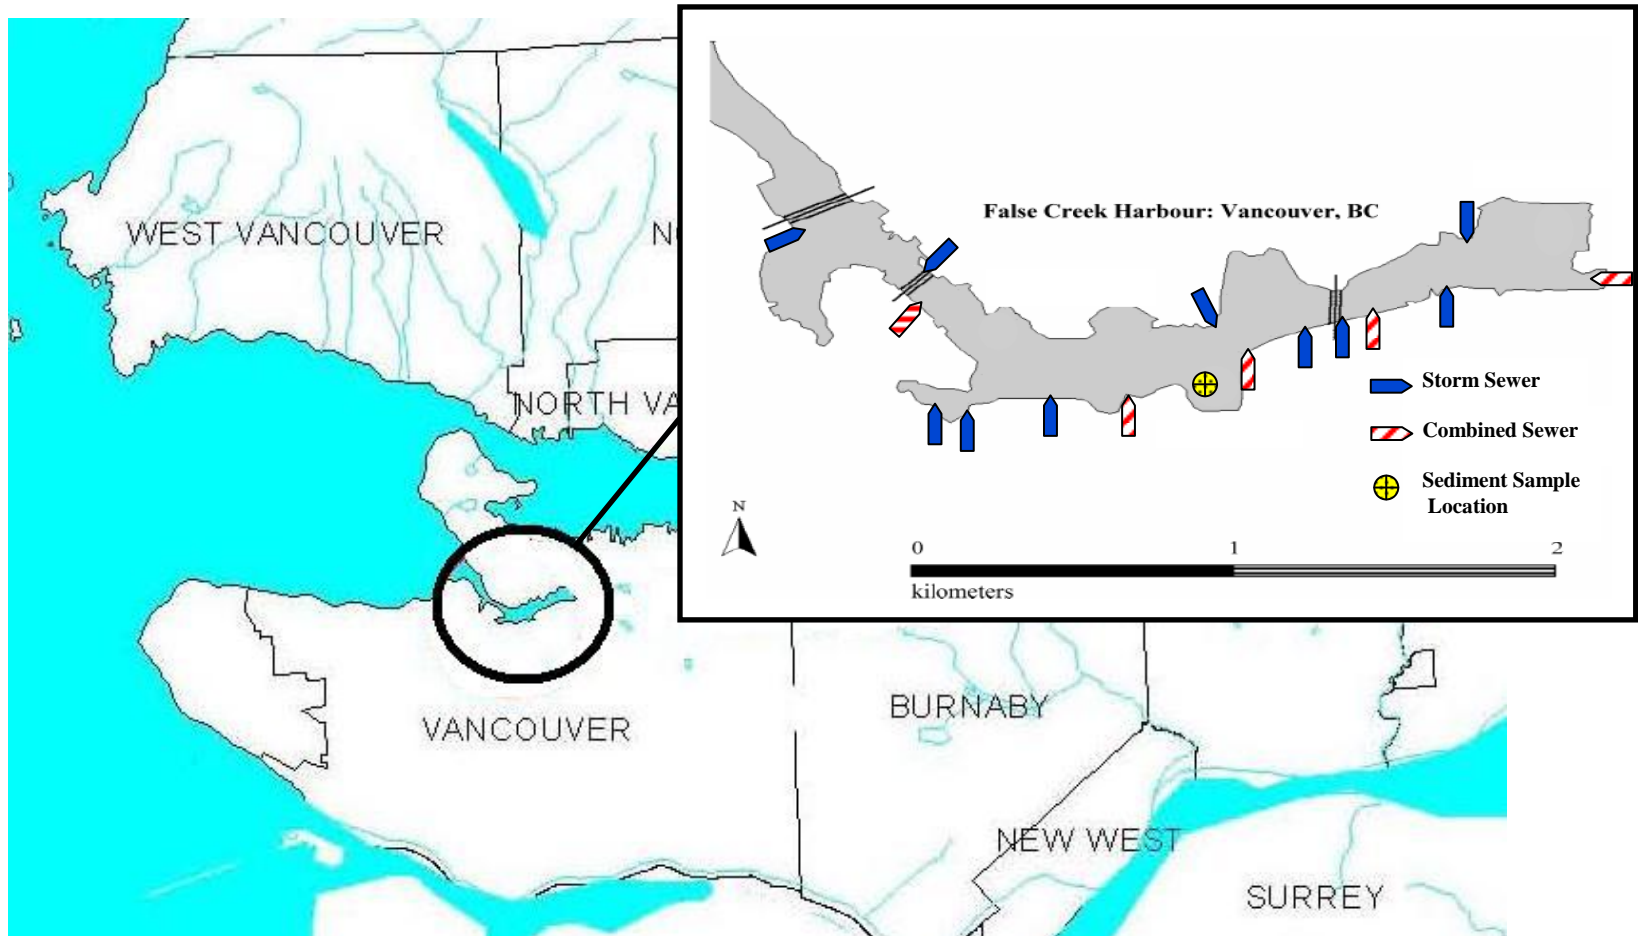 WEST VANCOUVER
N
NORTH VA
VANCOUVER
BURNABY
NEW WEST
SURREY
False Creek Harbour: Vancouver, BC
Storm Sewer
Combined Sewer
Sediment Sample
Location
N
0 1 2
kilometers